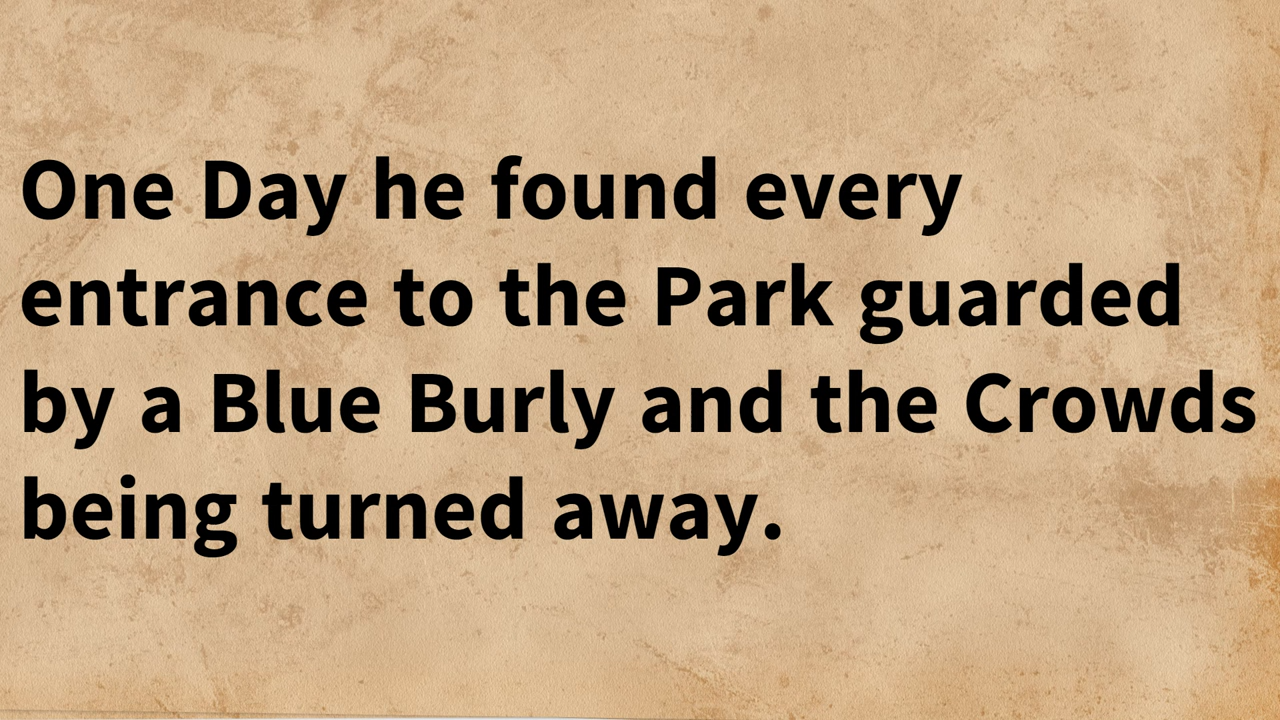 One Day he found every
entrance to the Park guarded
by a Blue Burly and the Crowds
being turned away.